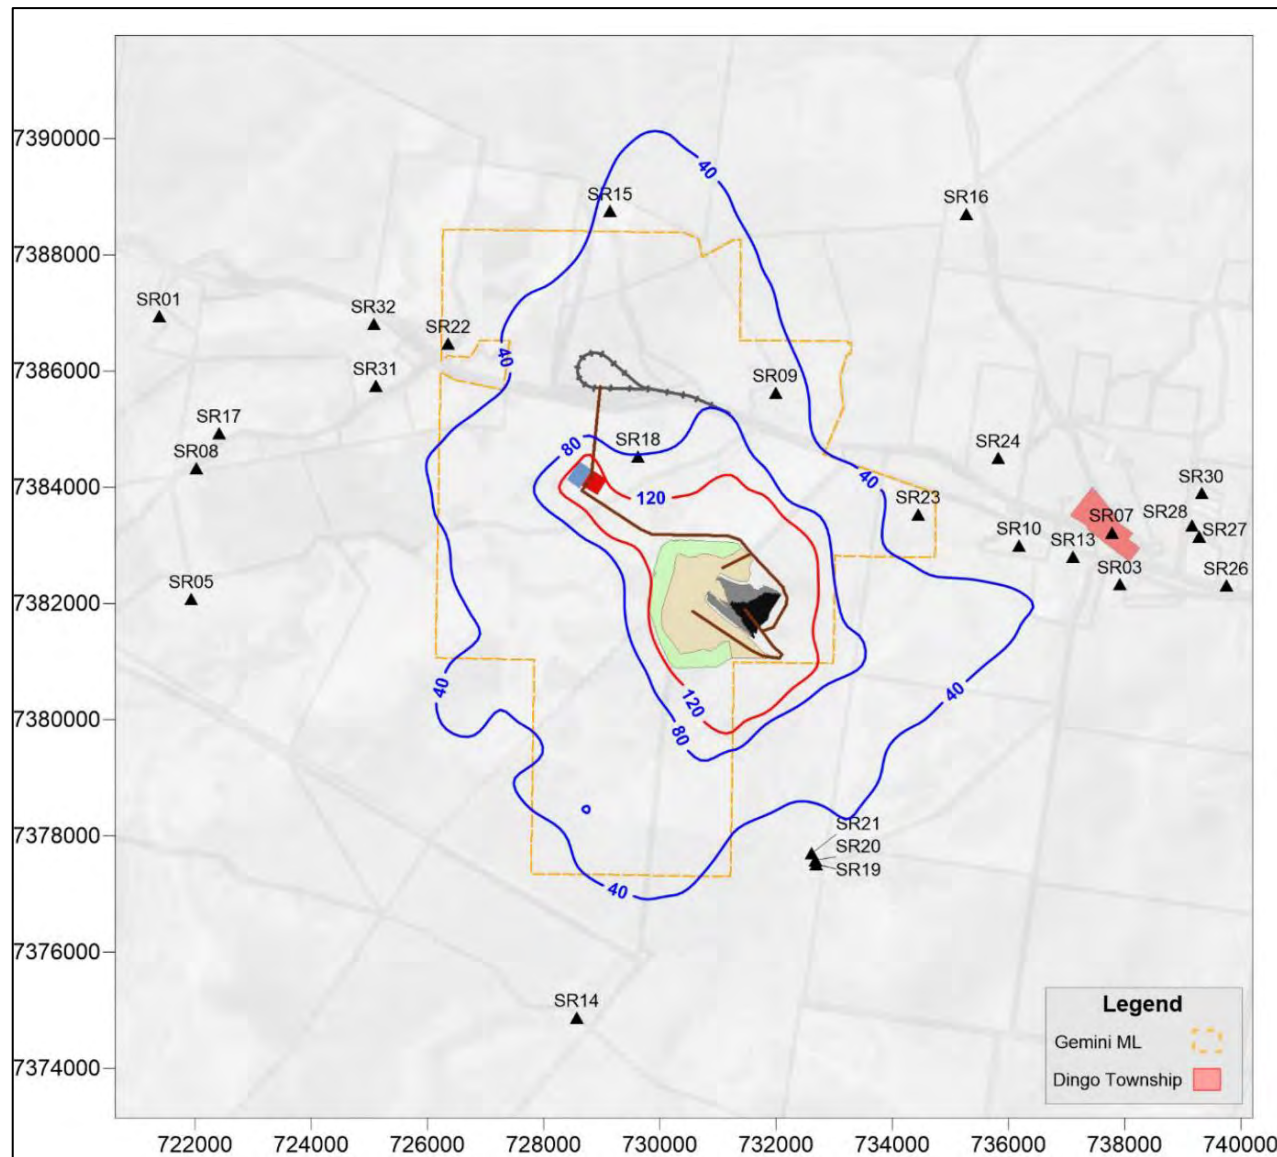 7390000
40
SR15
SR16
7388000
SR01
SR32
SR22
40
7386000
SR31
SR09
SR17
SR18
80
SR24
SR08
40
7384000
120
SR23
SR30
SR28
SR07
SR27
SR10
SR13
SR03
SR26
SR05
7382000
40
120
40
7380000
80
7378000
SR21
SR20
SR19
40
7376000
SR14
Legend
Gemini ML
Dingo Township
7374000
722000 724000 726000 728000 730000 732000 734000 736000 738000 740000